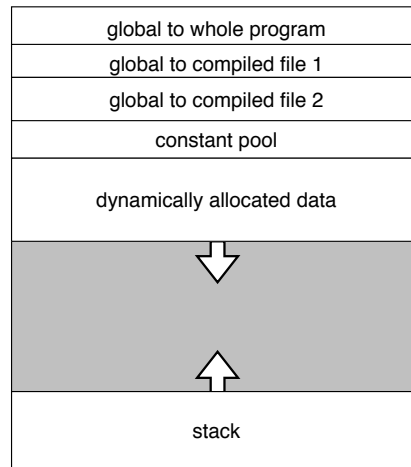 global to whole program
global to compiled file 1
global to compiled file 2
constant pool
dynamically allocated data
stack